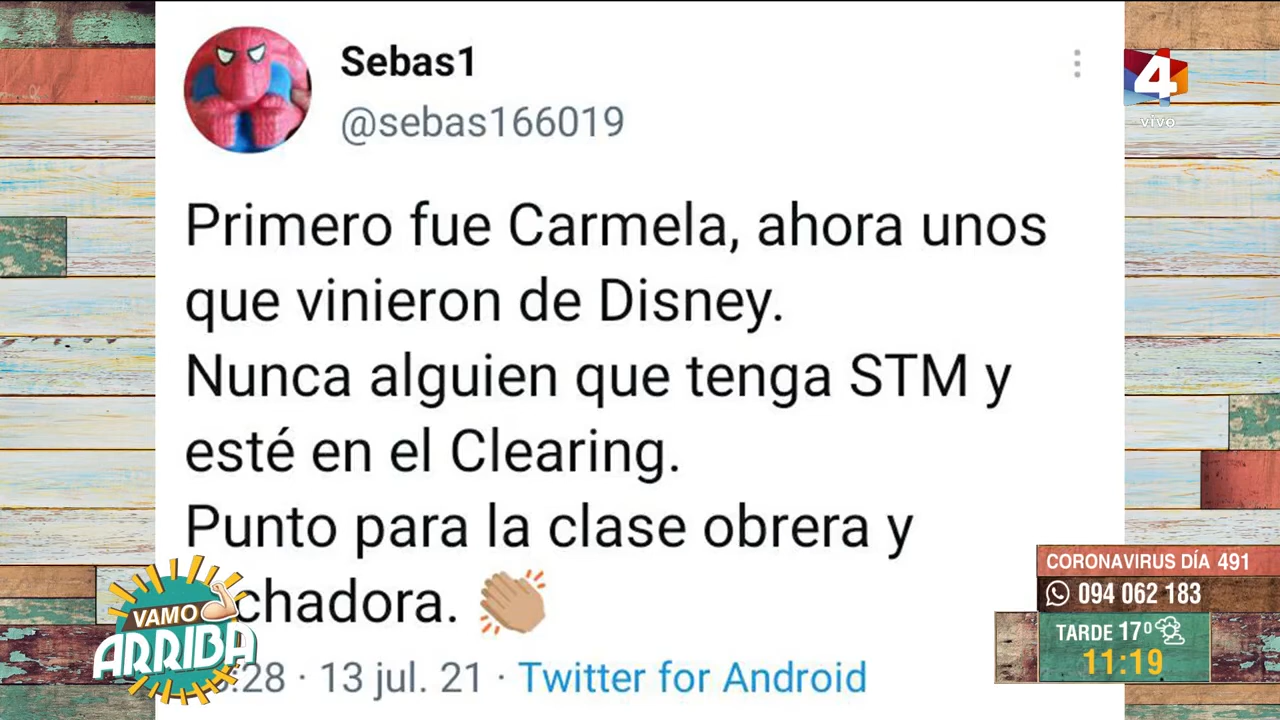 Sebas1
@sebas166019
Primero fue Carmela, ahora unos
que vinieron de Disney.
Nunca alguien que tenga STM y
esté en el Clearing.
Punto para la clase obrera y
chadora. 👏🏼
:28 · 13 jul. 21 · Twitter for Android
4
vivo
VAMO
ARRIBA
CORONAVIRUS DÍA 491
094 062 183
TARDE 17º
11:19